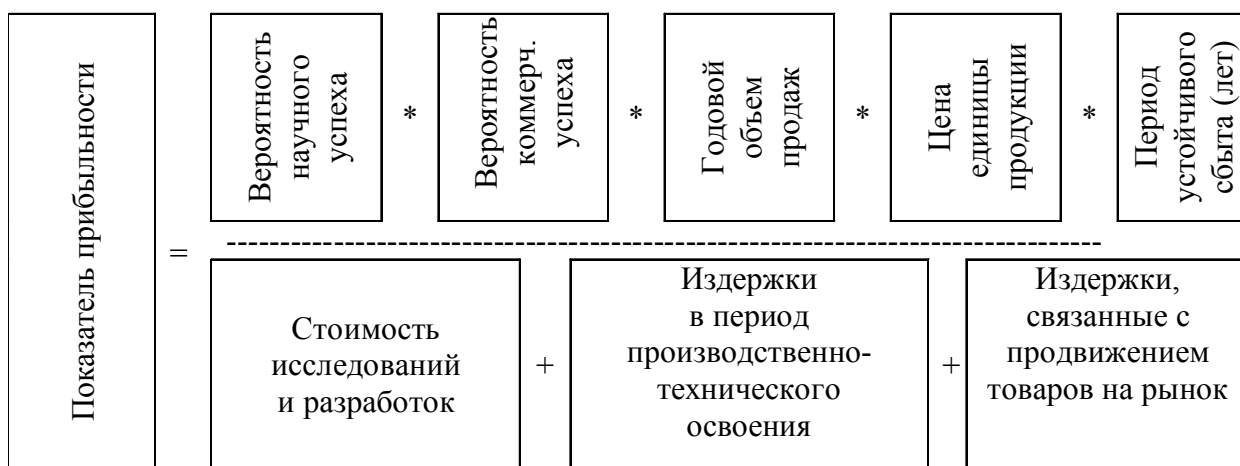 Показатель прибыльности
=
Вероятность
научного
успеха
*
Вероятность
коммерч.
успеха
*
Годовой
объем
продаж
*
Цена
единицы
продукции
*
Период
устойчивого
сбыта (лет)
--------------------------------------------------------------------------------
Стоимость
исследований
и разработок
+
Издержки
в период
производственно-
технического
освоения
+
Издержки,
связанные с
продвижением
товаров на рынок